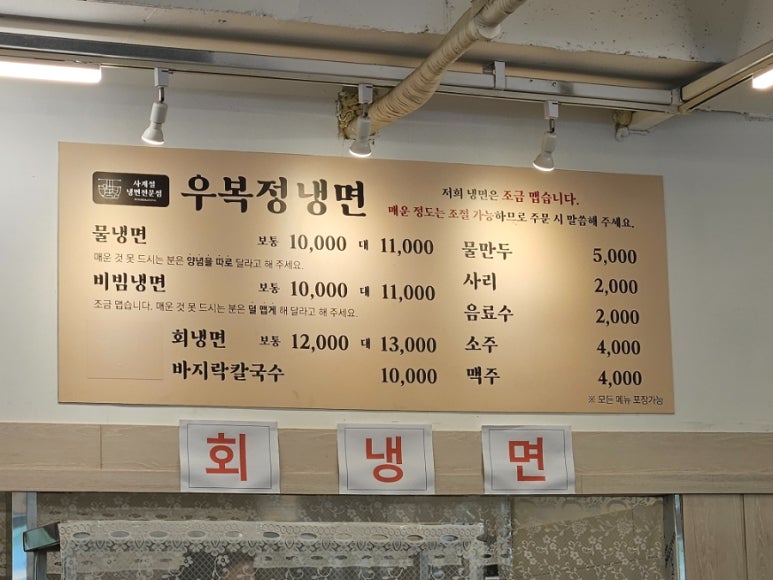 사계절
냉면전문점
우복정냉면
저희 냉면은 조금 맵습니다.
매운 정도는 조절 가능하므로 주문 시 말씀해 주세요.
물냉면 보통 10,000 대 11,000
매운 것 못 드시는 분은 양념을 따로 달라고 해 주세요.
비빔냉면 보통 10,000 대 11,000
조금 맵습니다. 매운 것 못 드시는 분은 덜 맵게 해 달라고 해 주세요.
회냉면 보통 12,000 대 13,000
바지락칼국수 10,000
물만두 5,000
사리 2,000
음료수 2,000
소주 4,000
맥주 4,000
※ 모든 메뉴 포장가능
회 냉 면